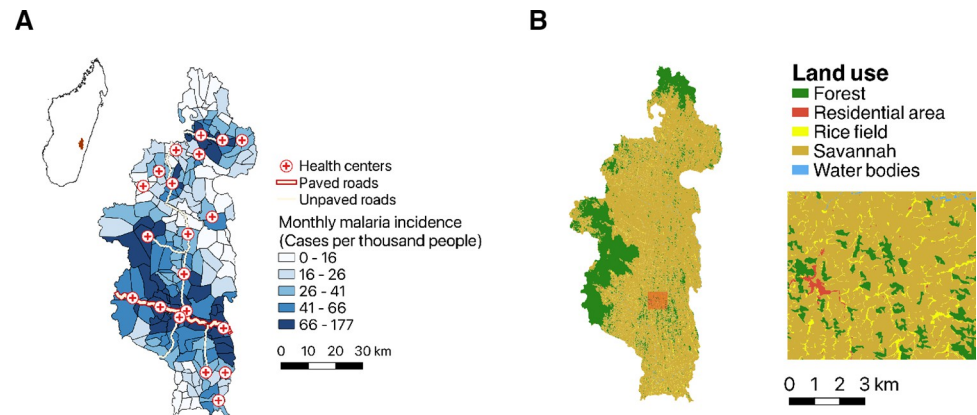 A
B
Health centers
Paved roads
Unpaved roads
Monthly malaria incidence
(Cases per thousand people)
0 - 16
16 - 26
26 - 41
41 - 66
66 - 177
0 10 20 30 km
Land use
Forest
Residential area
Rice field
Savannah
Water bodies
0 1 2 3 km